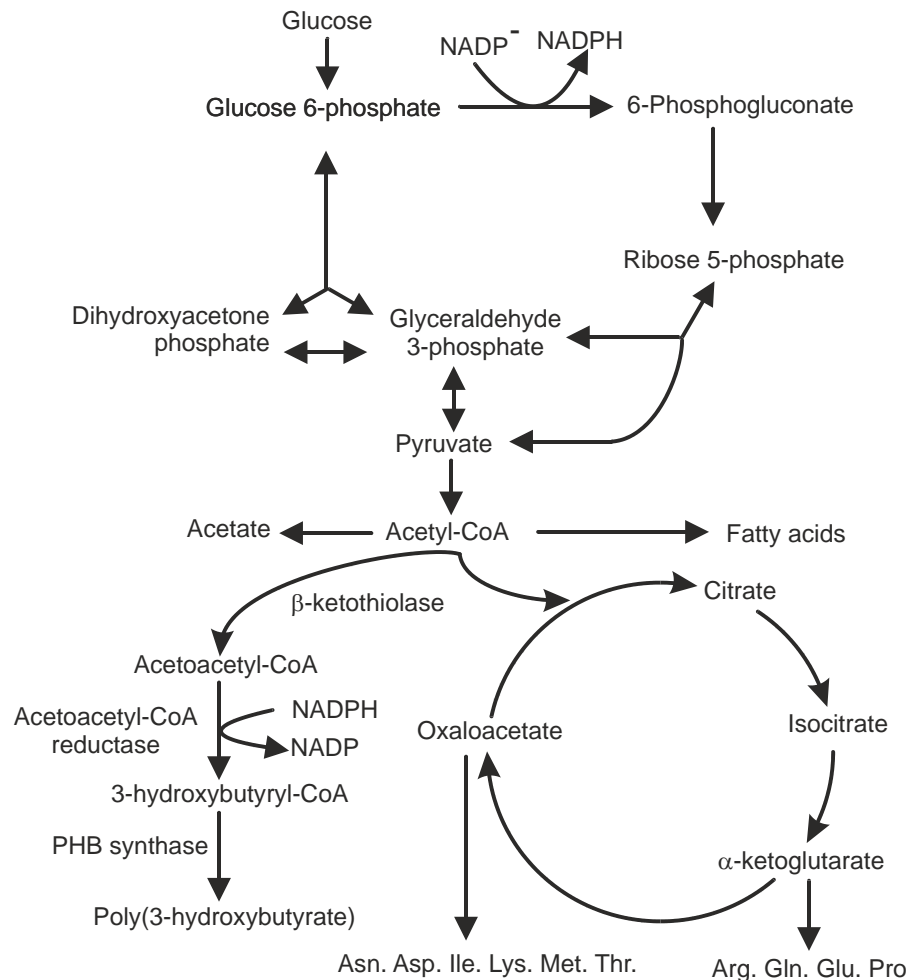 Glucose
NADP- NADPH
Glucose 6-phosphate
6-Phosphogluconate
Ribose 5-phosphate
Dihydroxyacetone
phosphate
Glyceraldehyde
3-phosphate
Pyruvate
Acetate
Acetyl-CoA
Fatty acids
β-ketothiolase
Citrate
Acetoacetyl-CoA
Acetoacetyl-CoA
reductase
NADPH
NADP
Oxaloacetate
Isocitrate
3-hydroxybutyryl-CoA
PHB synthase
α-ketoglutarate
Poly(3-hydroxybutyrate)
Asn. Asp. Ile. Lys. Met. Thr.
Arg. Gln. Glu. Pro